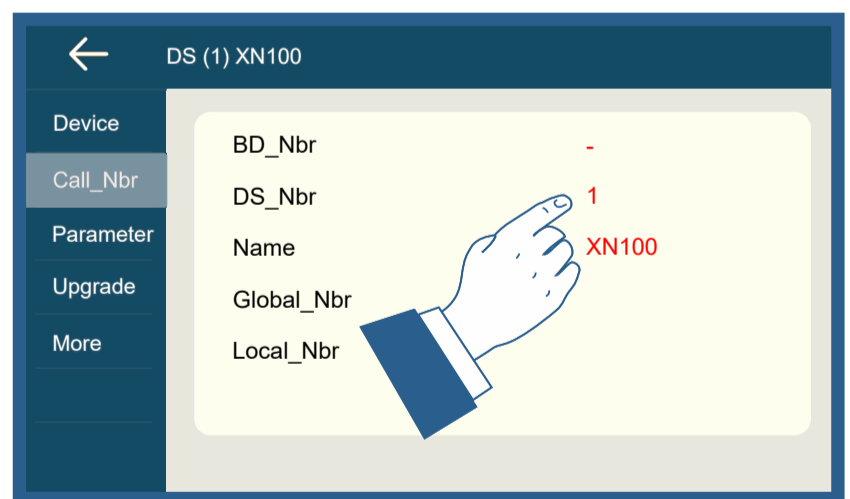 DS (1) XN100
Device
Call_Nbr
Parameter
Upgrade
More
BD_Nbr -
DS_Nbr 1
Name XN100
Global_Nbr
Local_Nbr